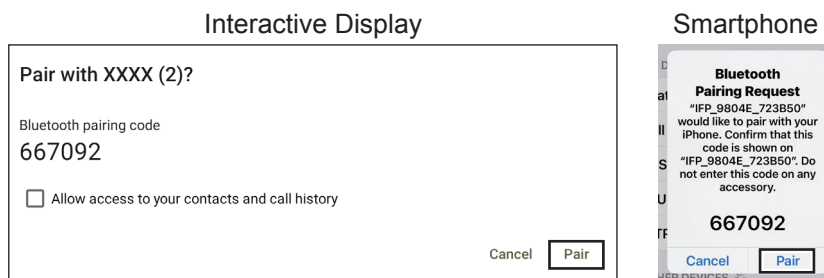 Interactive Display
Smartphone
Pair with XXXX (2)?
Bluetooth pairing code
667092
Allow access to your contacts and call history
Cancel Pair
Bluetooth
Pairing Request
“IFP_9804E_723B50”
would like to pair with your
iPhone. Confirm that this
code is shown on
“IFP_9804E_723B50”. Do
not enter this code on any
accessory.
667092
Cancel Pair